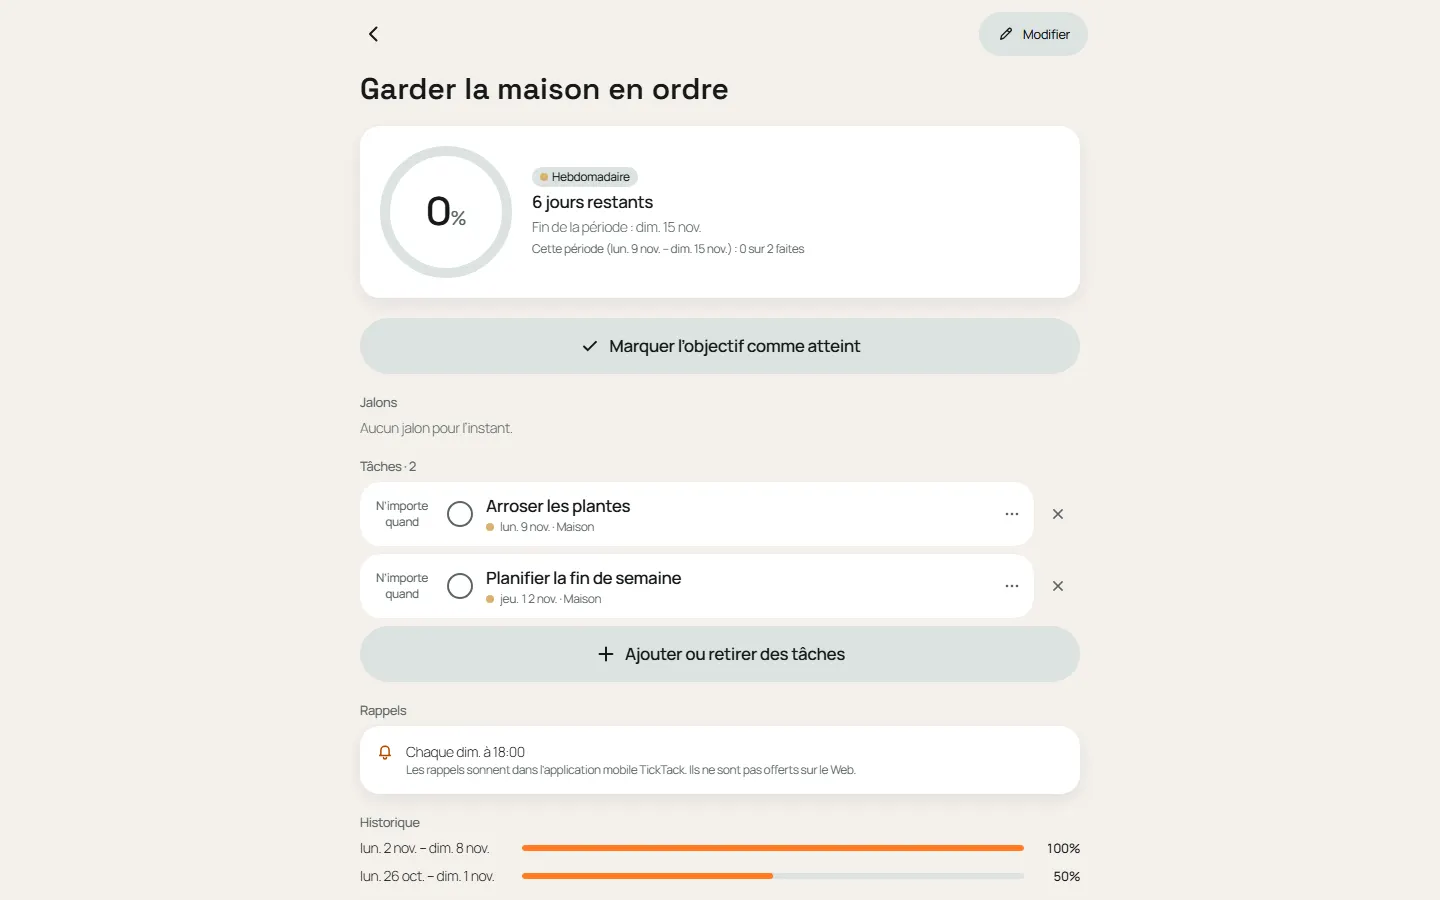 Modifier
Garder la maison en ordre
0%
Hebdomadaire
6 jours restants
Fin de la période : dim. 15 nov.
Cette période (lun. 9 nov. – dim. 15 nov.) : 0 sur 2 faites
Marquer l'objectif comme atteint
Jalons
Aucun jalon pour l'instant.
Tâches · 2
N'importe
quand
Arroser les plantes
lun. 9 nov. · Maison
N'importe
quand
Planifier la fin de semaine
jeu. 12 nov. · Maison
Ajouter ou retirer des tâches
Rappels
Chaque dim. à 18:00
Les rappels sonnent dans l'application mobile TickTack. Ils ne sont pas offerts sur le Web.
Historique
lun. 2 nov. – dim. 8 nov.
100%
lun. 26 oct. – dim. 1 nov.
50%